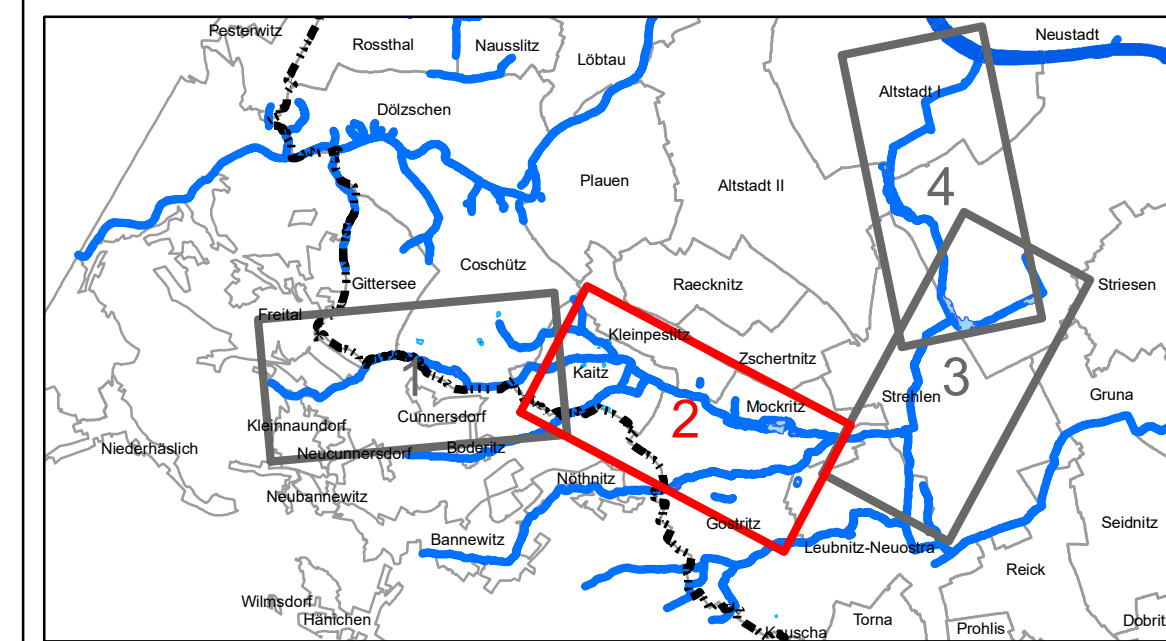 Pesterwitz
Rossthal
Nausslitz
Löbtau
Neustadt
Dölzschen
Altstadt I
Plauen
Altstadt II
4
Coschütz
Gittersee
Raecknitz
Striesen
Freital
Kleinpestitz
Zschertnitz
Kaitz
1
3
Strehlen
Gruna
Mockritz
2
Cunnersdorf
Kleinnaundorf
Niederhäslich
Neucunnersdorf
Boderitz
Nöthnitz
Neubannewitz
Gostritz
Seidnitz
Bannewitz
Leubnitz-Neuostra
Reick
Wilmsdorf
Hänichen
Torna
Prohlis
Dobrit
Kauscha